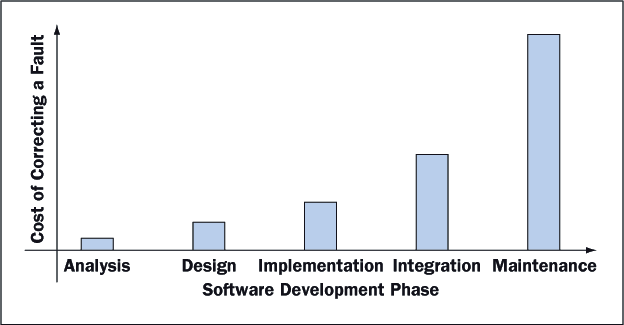 Cost of Correcting a Fault
Analysis Design Implementation Integration Maintenance
Software Development Phase